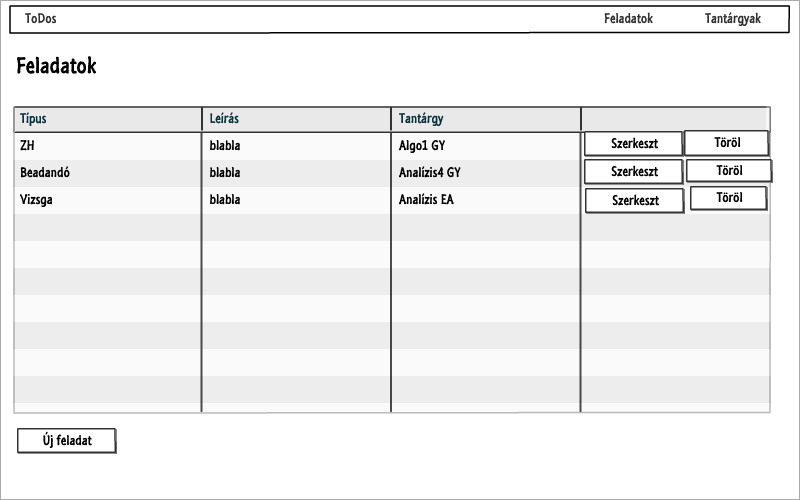 ToDos Feladatok Tantárgyak
Feladatok
Típus Leírás Tantárgy
ZH blabla Algo1 GY Szerkeszt Töröl
Beadandó blabla Analízis4 GY Szerkeszt Töröl
Vizsga blabla Analízis EA Szerkeszt Töröl
Új feladat